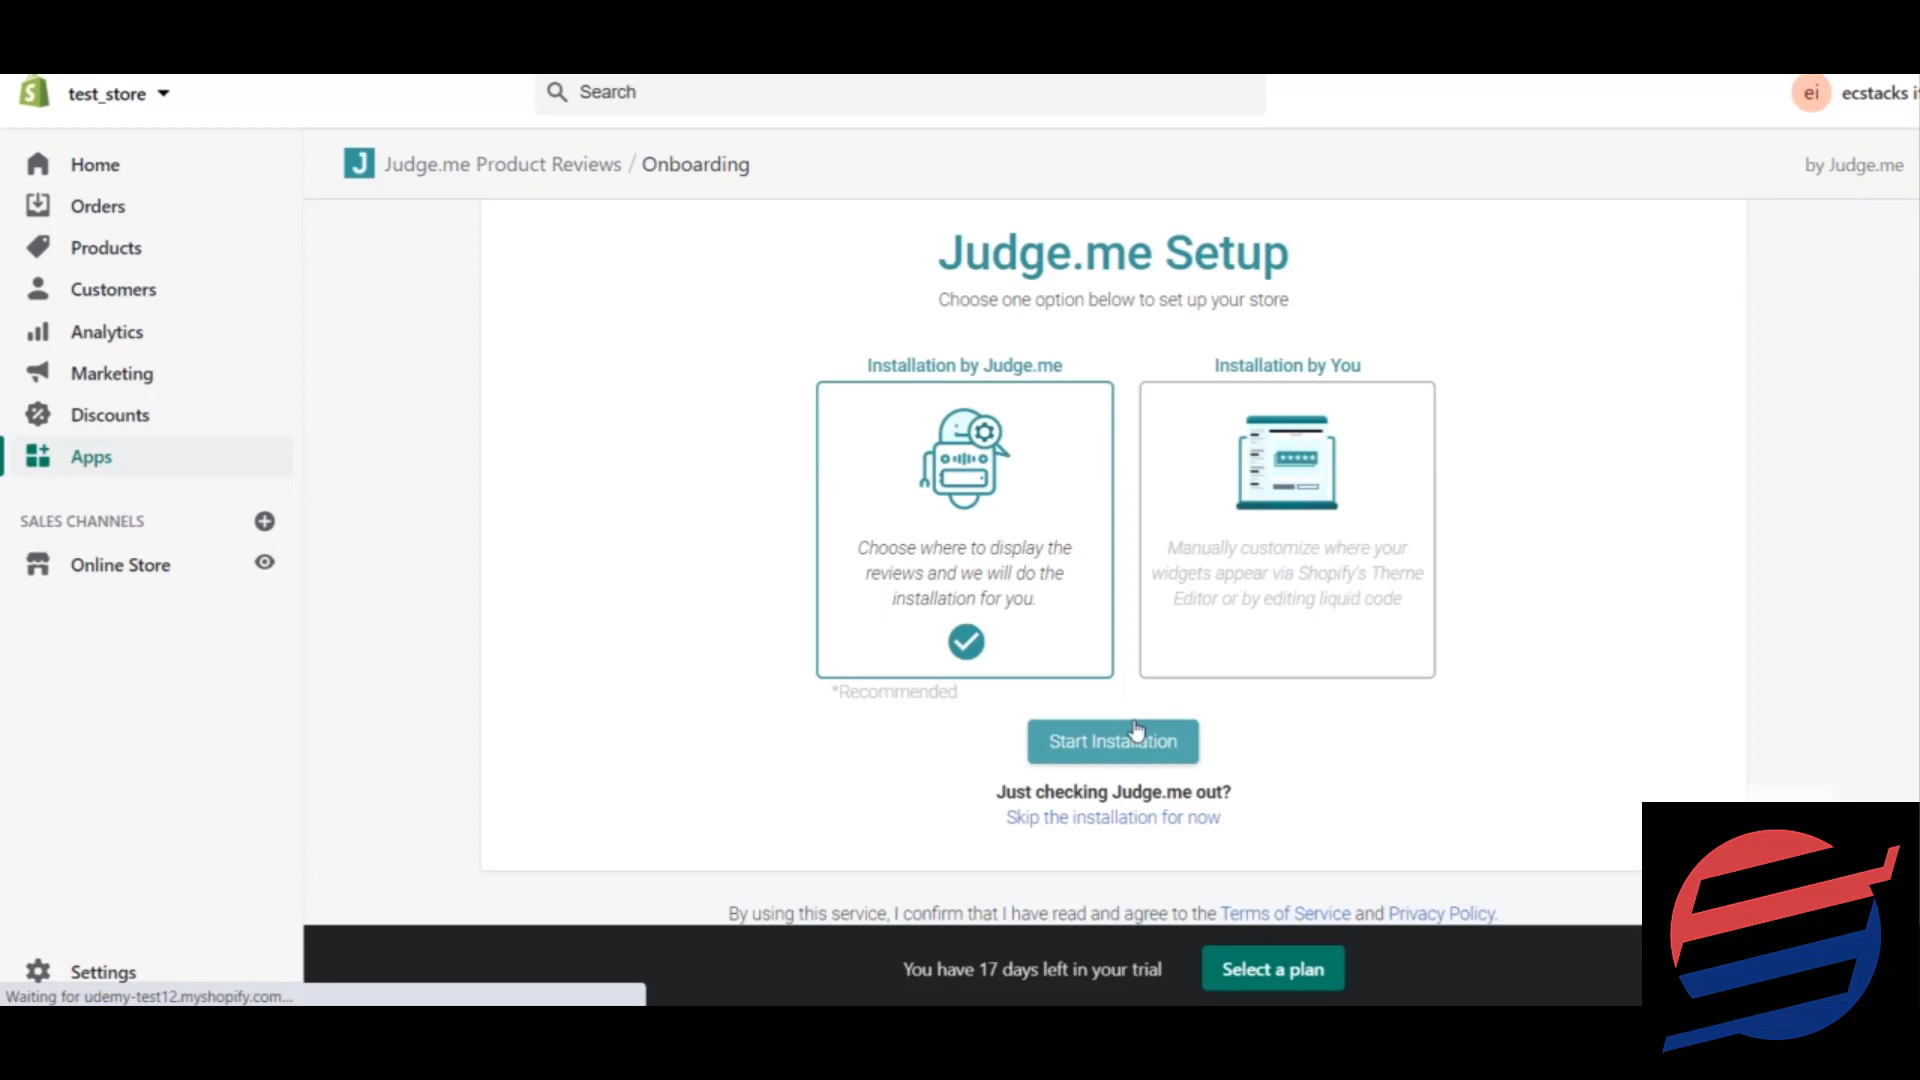 test_store
Search
ei
ecstacks i
Home
Orders
Products
Customers
Analytics
Marketing
Discounts
Apps
SALES CHANNELS
Online Store
Settings
Waiting for udemy-test12.myshopify.com...
J Judge.me Product Reviews / Onboarding
by Judge.me
Judge.me Setup
Choose one option below to set up your store
Installation by Judge.me
Choose where to display the
reviews and we will do the
installation for you.
*Recommended
Installation by You
Manually customize where your
widgets appear via Shopify's Theme
Editor or by editing liquid code
Start Installation
Just checking Judge.me out?
Skip the installation for now
By using this service, I confirm that I have read and agree to the Terms of Service and Privacy Policy.
You have 17 days left in your trial
Select a plan